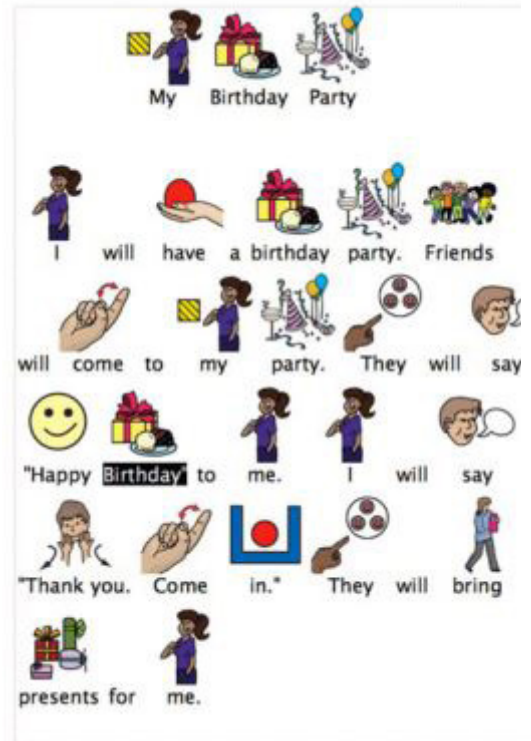 My Birthday Party
I will have a birthday party. Friends
will come to my party. They will say
"Happy Birthday" to me. I will say
"Thank you. Come in." They will bring
presents for me.